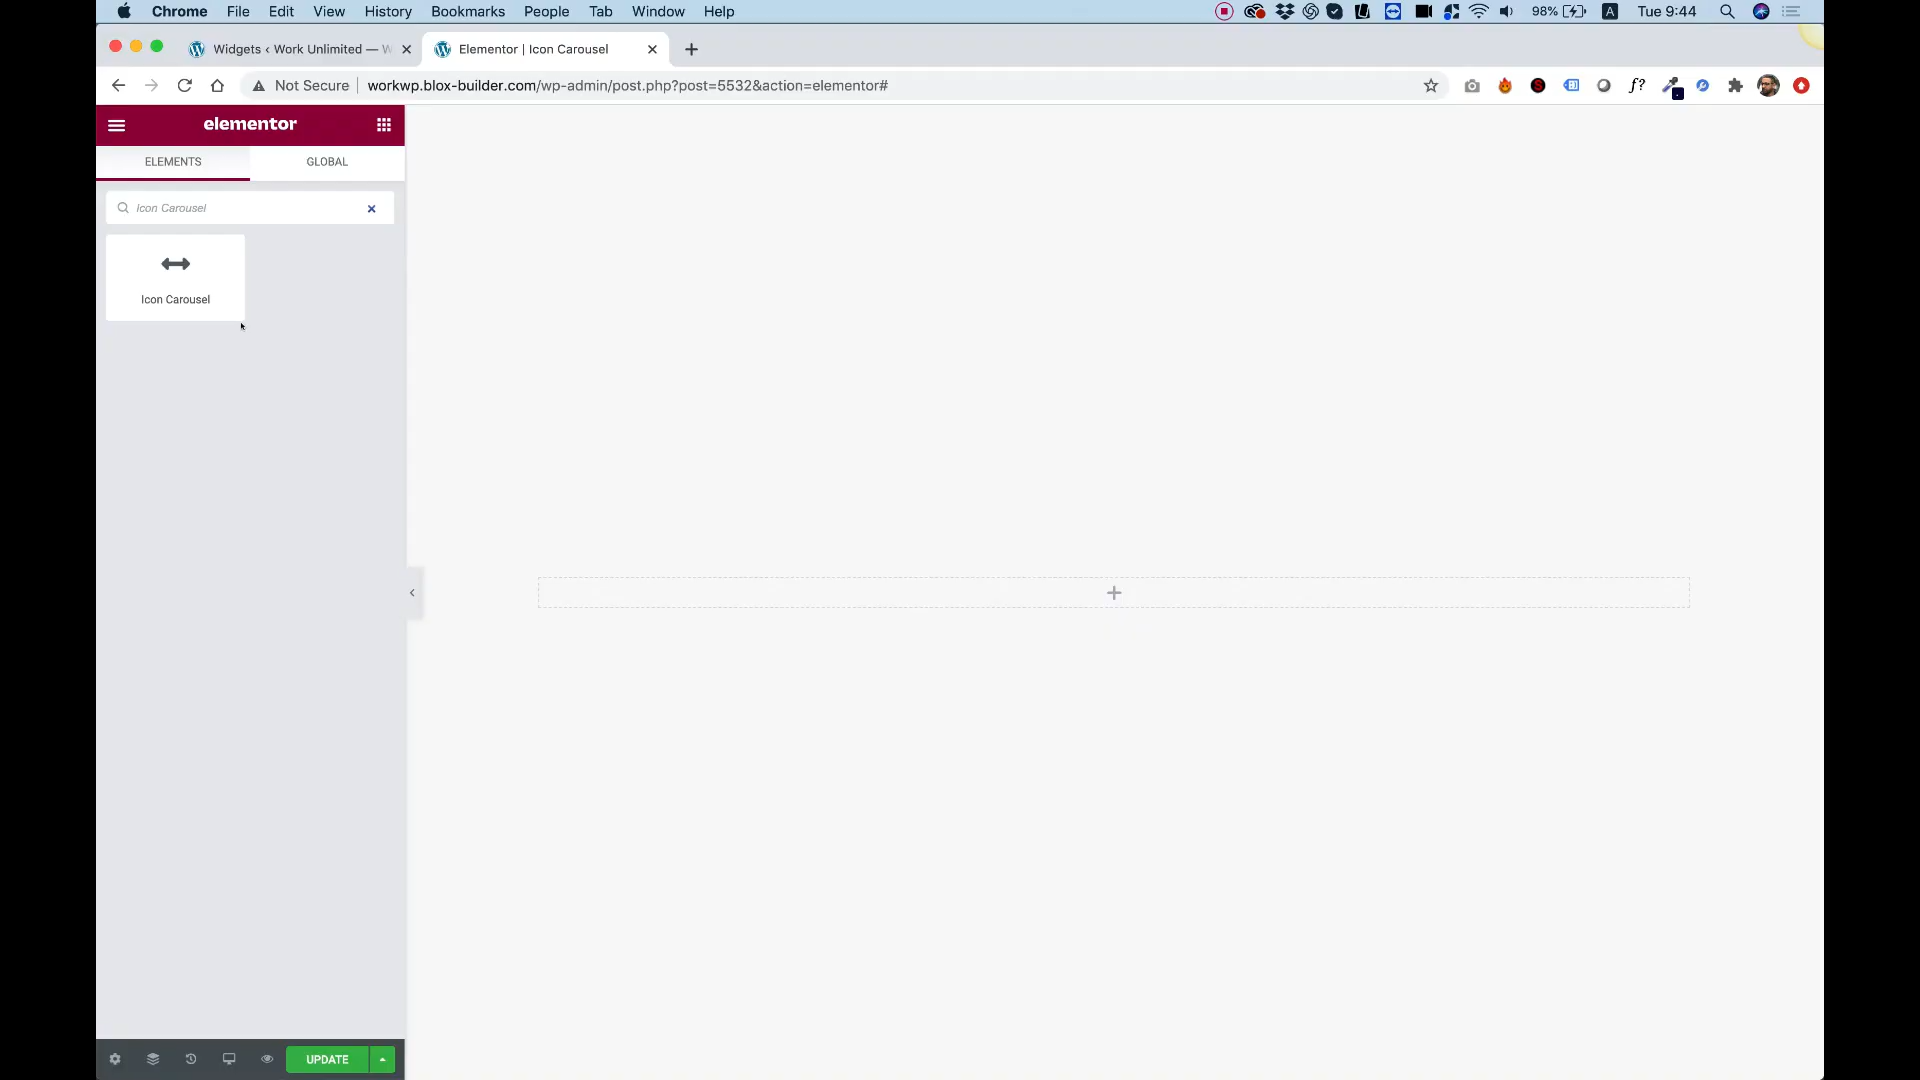 Chrome File Edit View History Bookmarks People Tab Window Help 98% A Tue 9:44
Widgets ‹ Work Unlimited — W Elementor | Icon Carousel
Not Secure workwp.blox-builder.com/wp-admin/post.php?post=5532&action=elementor# f?
elementor
ELEMENTS GLOBAL
Icon Carousel
Icon Carousel
UPDATE